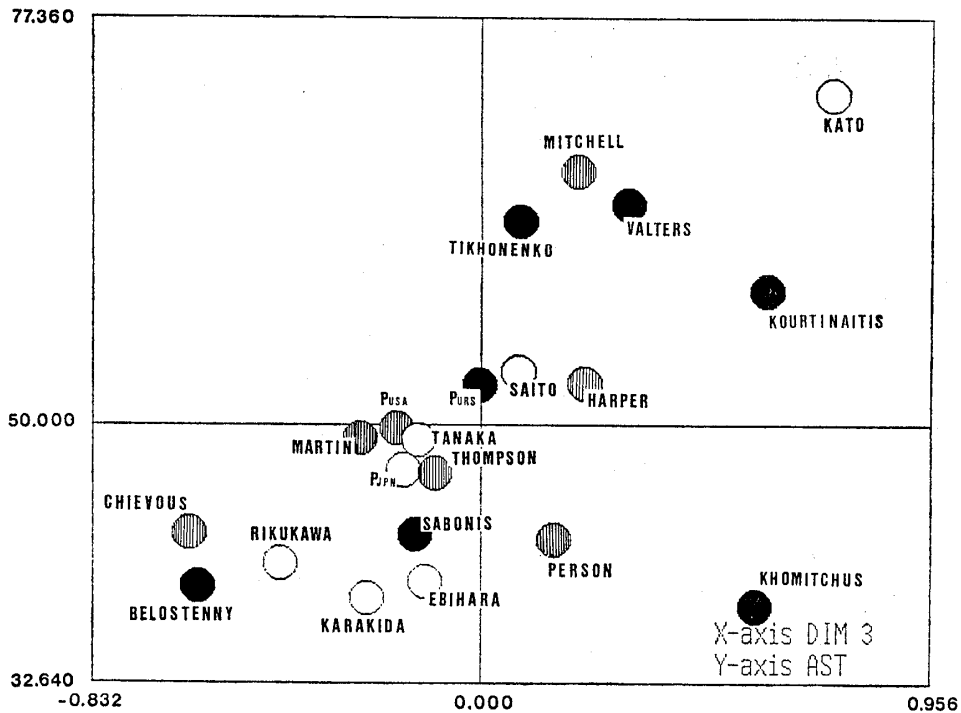 77.360
KATO
MITCHELL
VALTERS
TIKHONENKO
KOURTINAITIS
SAITO
PURS
HARPER
PUSA
50.000
TANAKA
MARTIN
THOMPSON
PJPN
CHIEVOUS
SABONIS
RIKUKAWA
PERSON
KHOMITCHUS
EBIHARA
BELOSTENNY
KARAKIDA
X-axis DIM 3
Y-axis AST
32.640
-0.832
0.000
0.956